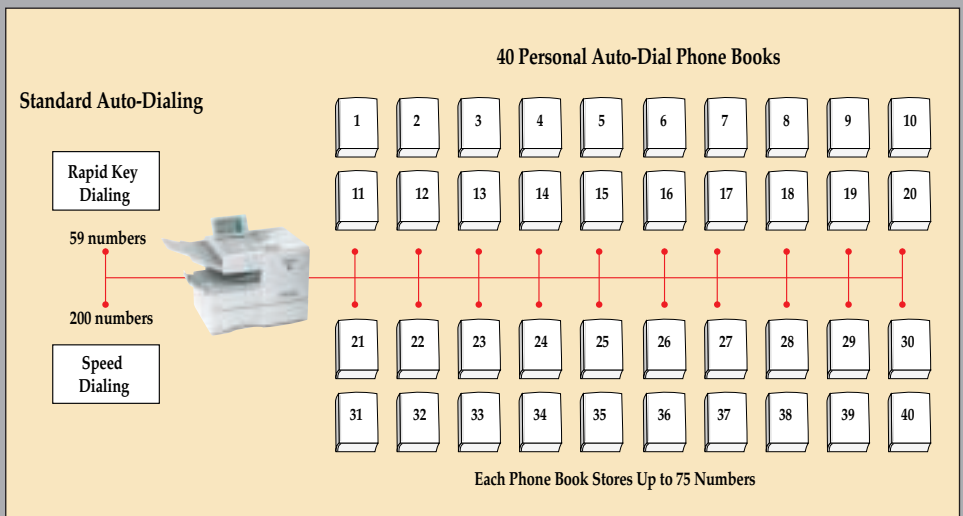 40 Personal Auto-Dial Phone Books
Standard Auto-Dialing
Rapid Key
Dialing
59 numbers
200 numbers
Speed
Dialing
1 2 3 4 5 6 7 8 9 10
11 12 13 14 15 16 17 18 19 20
21 22 23 24 25 26 27 28 29 30
31 32 33 34 35 36 37 38 39 40
Each Phone Book Stores Up to 75 Numbers